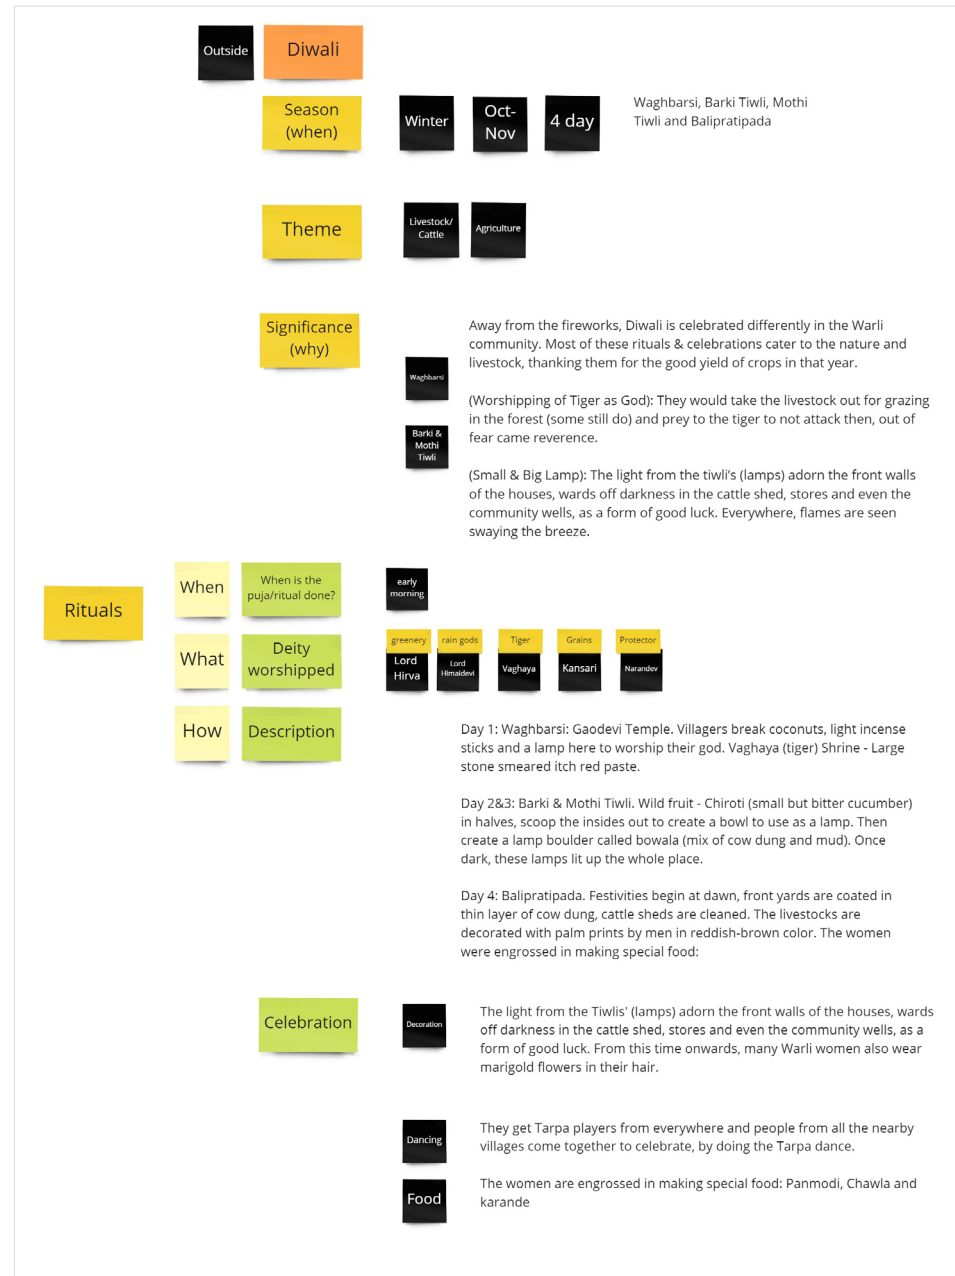 Outside
Diwali
Season
(when)
Winter
Oct-
Nov
4 day
Waghbarsi, Barki Tiwli, Mothi
Tiwli and Balipratipada
Theme
Livestock/
Cattle
Agriculture
Significance
(why)
Waghbarsi
Barki &
Mothi
Tiwli
Away from the fireworks, Diwali is celebrated differently in the Warli
community. Most of these rituals & celebrations cater to the nature and
livestock, thanking them for the good yield of crops in that year.
(Worshipping of Tiger as God): They would take the livestock out for grazing
in the forest (some still do) and prey to the tiger to not attack then, out of
fear came reverence.
(Small & Big Lamp): The light from the tiwli's (lamps) adorn the front walls
of the houses, wards off darkness in the cattle shed, stores and even the
community wells, as a form of good luck. Everywhere, flames are seen
swaying the breeze.
Rituals
When
When is the
puja/ritual done?
early
morning
What
Deity
worshipped
greenery
Lord
Hirva
rain gods
Lord
Himaldevi
Tiger
Vaghaya
Grains
Kansari
Protector
Narandev
How
Description
Day 1: Waghbarsi: Gaodevi Temple. Villagers break coconuts, light incense
sticks and a lamp here to worship their god. Vaghaya (tiger) Shrine - Large
stone smeared itch red paste.
Day 2&3: Barki & Mothi Tiwli. Wild fruit - Chiroti (small but bitter cucumber)
in halves, scoop the insides out to create a bowl to use as a lamp. Then
create a lamp boulder called bowala (mix of cow dung and mud). Once
dark, these lamps lit up the whole place.
Day 4: Balipratipada. Festivities begin at dawn, front yards are coated in
thin layer of cow dung, cattle sheds are cleaned. The livestocks are
decorated with palm prints by men in reddish-brown color. The women
were engrossed in making special food:
Celebration
Decoration
The light from the Tiwlis' (lamps) adorn the front walls of the houses, wards
off darkness in the cattle shed, stores and even the community wells, as a
form of good luck. From this time onwards, many Warli women also wear
marigold flowers in their hair.
Dancing
They get Tarpa players from everywhere and people from all the nearby
villages come together to celebrate, by doing the Tarpa dance.
Food
The women are engrossed in making special food: Panmodi, Chawla and
karande